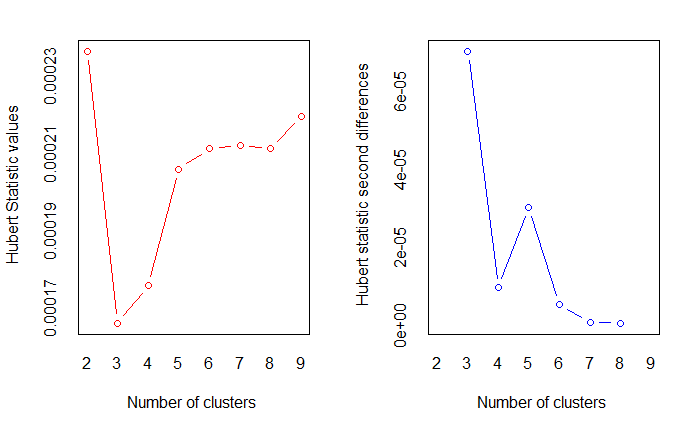 Hubert Statistic values
0.00023
0.00021
0.00019
0.00017
2 3 4 5 6 7 8 9
Number of clusters
Hubert statistic second differences
6e-05
4e-05
2e-05
0e+00
2 3 4 5 6 7 8 9
Number of clusters